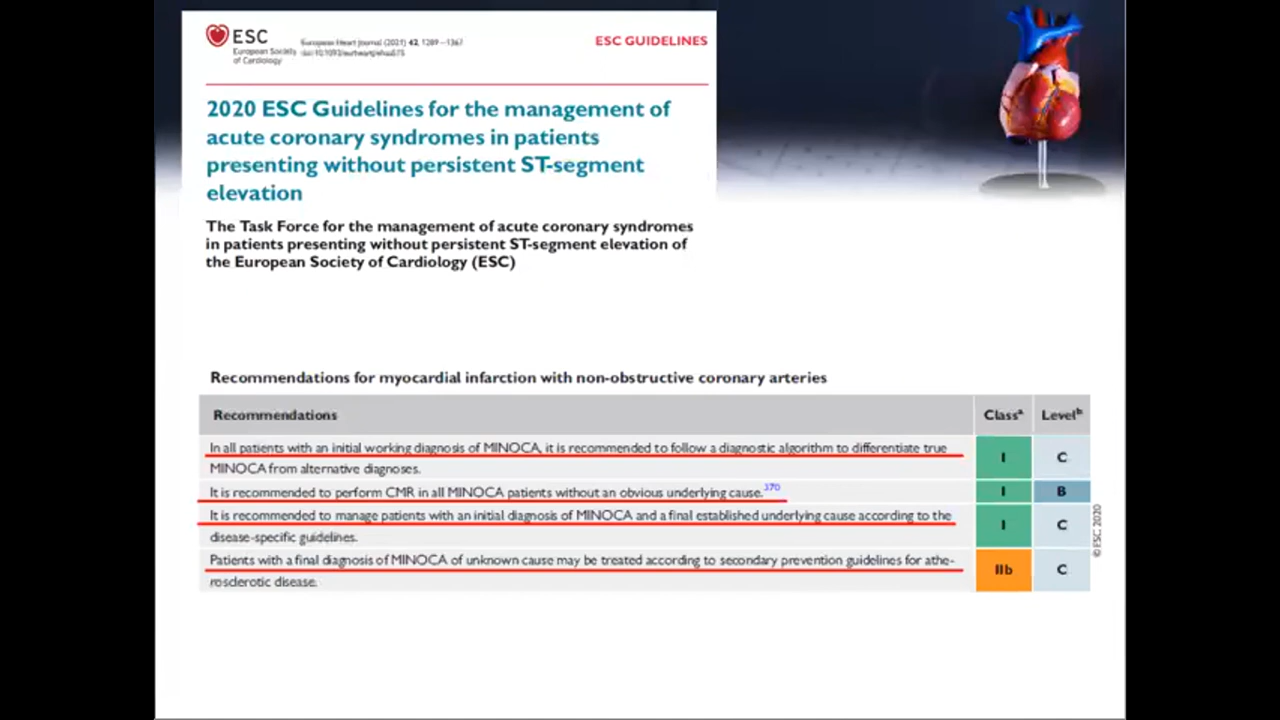 ESC
European Society
of Cardiology
European Heart Journal (2021) 42, 1289–1367
ESC GUIDELINES
2020 ESC Guidelines for the management of
acute coronary syndromes in patients
presenting without persistent ST-segment
elevation
The Task Force for the management of acute coronary syndromes
in patients presenting without persistent ST-segment elevation of
the European Society of Cardiology (ESC)
Recommendations for myocardial infarction with non-obstructive coronary arteries
Recommendations Classᵃ Levelᵇ
In all patients with an initial working diagnosis of MINOCA, it is recommended to follow a diagnostic algorithm to differentiate true
MINOCA from alternative diagnoses.
I C
It is recommended to perform CMR in all MINOCA patients without an obvious underlying cause.³⁷⁰ I B
It is recommended to manage patients with an initial diagnosis of MINOCA and a final established underlying cause according to the
disease-specific guidelines.
I C
Patients with a final diagnosis of MINOCA of unknown cause may be treated according to secondary prevention guidelines for athe-
rosclerotic disease.
IIb C
© ESC 2020